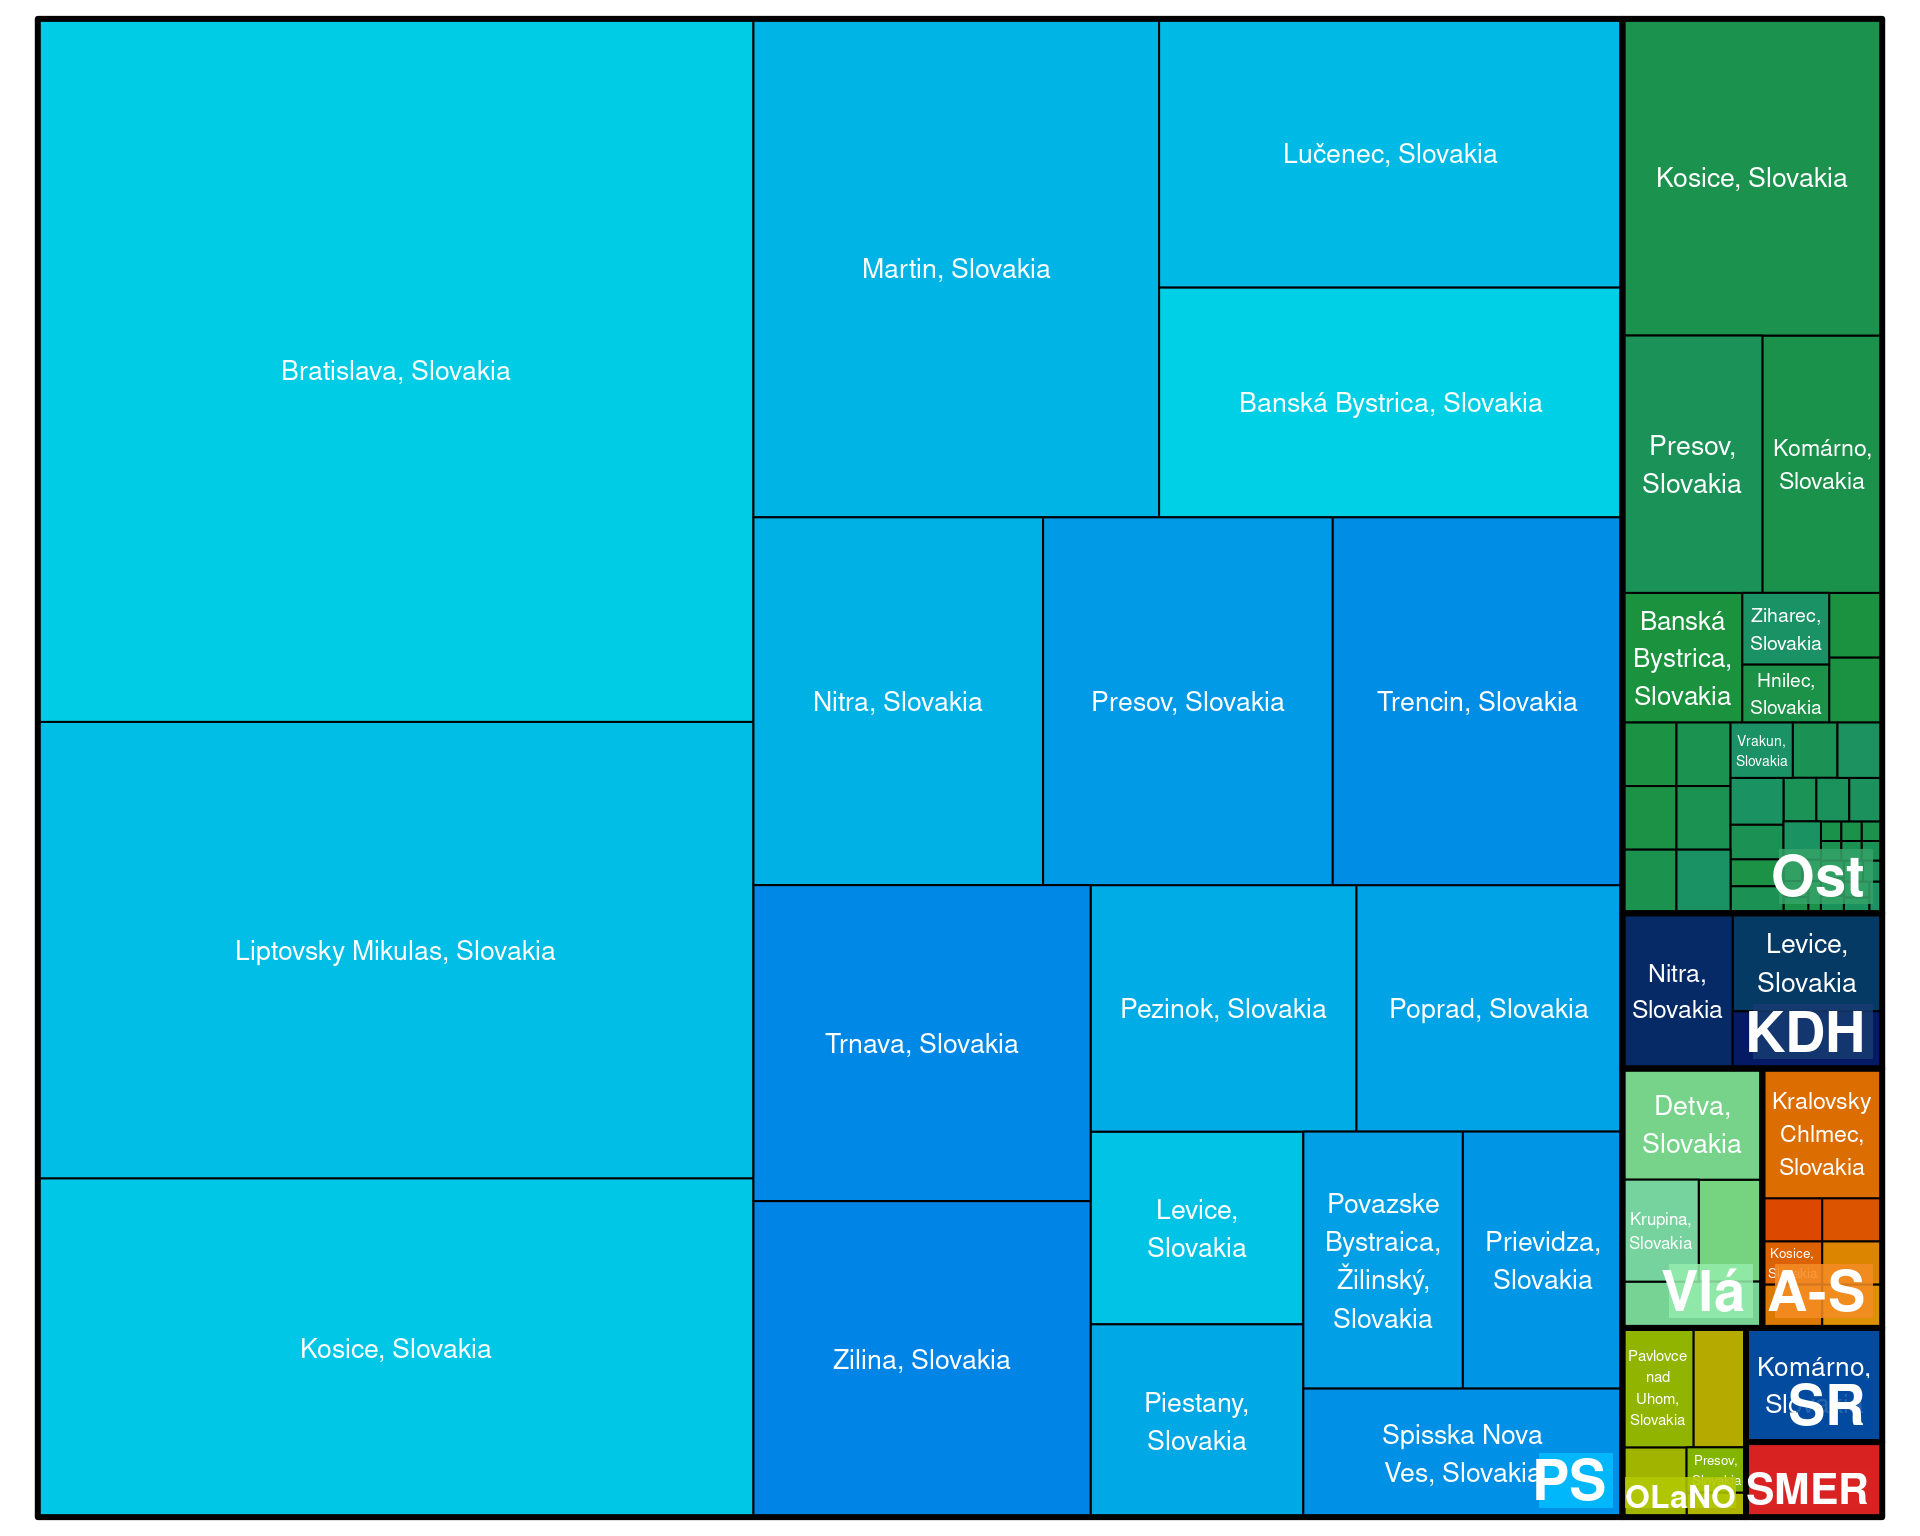 Bratislava, Slovakia
Liptovsky Mikulas, Slovakia
Kosice, Slovakia
Martin, Slovakia
Lučenec, Slovakia
Banská Bystrica, Slovakia
Nitra, Slovakia
Presov, Slovakia
Trencin, Slovakia
Trnava, Slovakia
Zilina, Slovakia
Pezinok, Slovakia
Poprad, Slovakia
Levice,
Slovakia
Piestany,
Slovakia
Povazske
Bystraica,
Žilinský,
Slovakia
Prievidza,
Slovakia
Spisska Nova
Ves, Slovakia
PS
Kosice, Slovakia
Presov,
Slovakia
Komárno,
Slovakia
Banská
Bystrica,
Slovakia
Ziharec,
Slovakia
Hnilec,
Slovakia
Vrakun,
Slovakia
Ost
Nitra,
Slovakia
Levice,
Slovakia
KDH
Detva,
Slovakia
Krupina,
Slovakia
Vlá
Kralovsky
Chlmec,
Slovakia
Kosice,
Slovakia
A-S
Pavlovce
nad
Uhom,
Slovakia
Presov,
Slovakia
OLaNO
Komárno,
Slovakia
SR
SMER